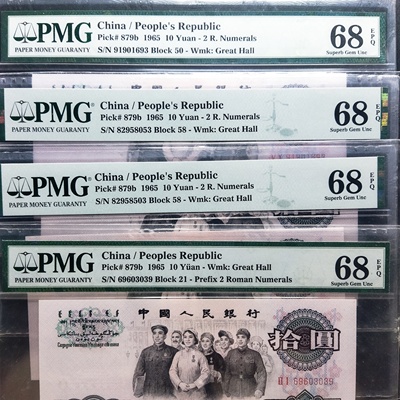 PMG
PAPER MONEY GUARANTY
China / People's Republic
Pick# 879b 1965 10 Yuan - 2 R. Numerals
S/N 91901693 Block 50 - Wmk: Great Hall
68 EPQ
Superb Gem Unc
PMG
PAPER MONEY GUARANTY
China / People's Republic
Pick# 879b 1965 10 Yuan - 2 R. Numerals
S/N 82958053 Block 58 - Wmk: Great Hall
68 EPQ
Superb Gem Unc
PMG
PAPER MONEY GUARANTY
China / People's Republic
Pick# 879b 1965 10 Yuan - 2 R. Numerals
S/N 82958503 Block 58 - Wmk: Great Hall
68 EPQ
Superb Gem Unc
PMG
PAPER MONEY GUARANTY
China / Peoples Republic
Pick# 879b 1965 10 Yüan - Wmk: Great Hall
S/N 69603039 Block 21 - Prefix 2 Roman Numerals
68 EPQ
Superb Gem Unc
中國人民银行
拾圆
II I 69603039